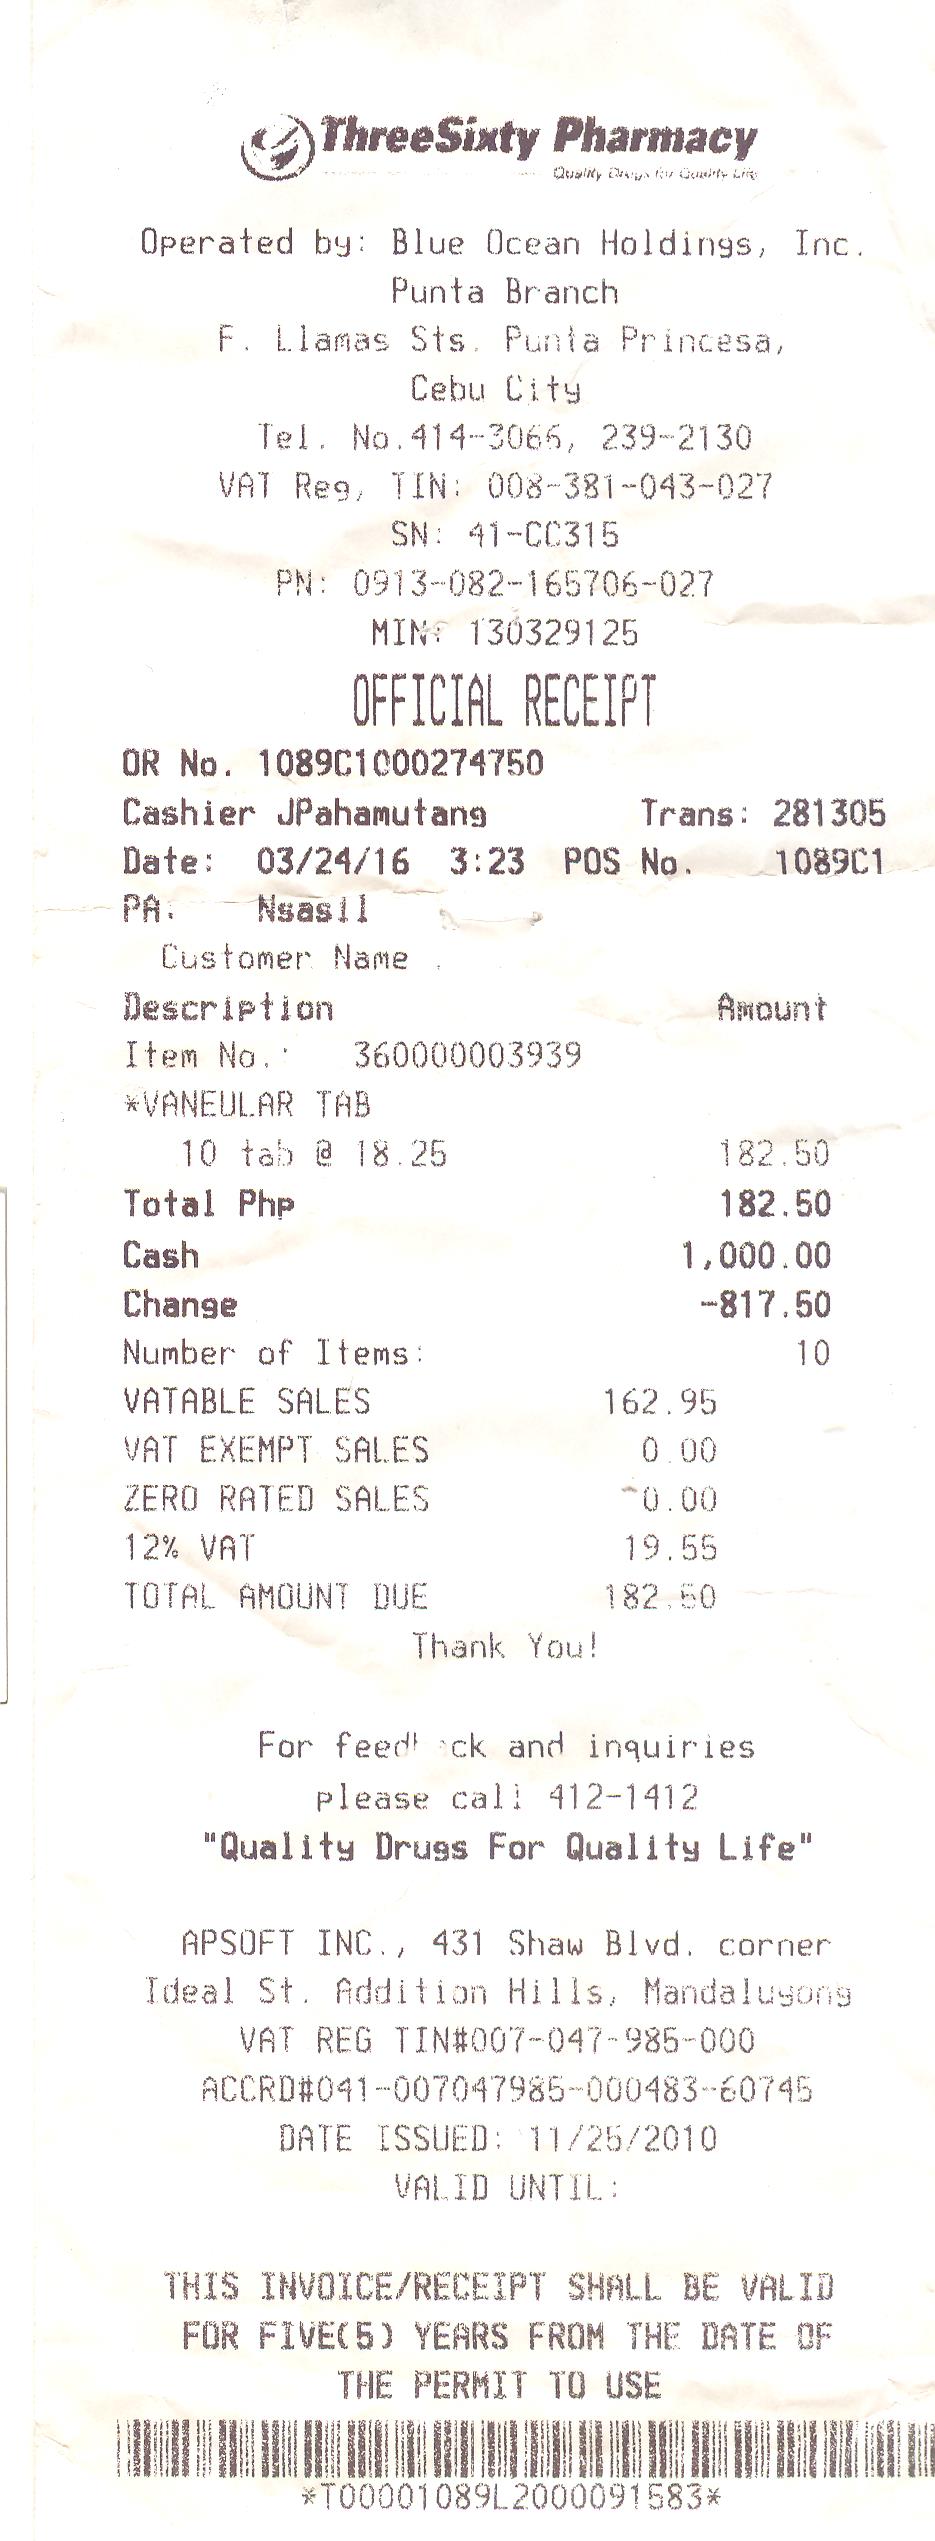 ThreeSixty Pharmacy
Quality Drugs for Quality Life
Operated by: Blue Ocean Holdings, Inc.
Punta Branch
F. Llamas Sts. Punta Princesa,
Cebu City
Tel. No.414-3066, 239-2130
VAT Reg, TIN: 008-381-043-027
SN: 41-CC315
PN: 0913-082-165706-027
MIN: 130329125
OFFICIAL RECEIPT
OR No. 1089C1000274750
Cashier JPahamutang Trans: 281305
Date: 03/24/16 3:23 POS No. 1089C1
PA: Nsasil
Customer Name
Description Amount
Item No.: 360000003939
*VANEULAR TAB
10 tab @ 18.25 182.50
Total Php 182.50
Cash 1,000.00
Change -817.50
Number of Items: 10
VATABLE SALES 162.95
VAT EXEMPT SALES 0.00
ZERO RATED SALES 0.00
12% VAT 19.55
TOTAL AMOUNT DUE 182.50
Thank You!
For feedback and inquiries
please call 412-1412
"Quality Drugs For Quality Life"
APSOFT INC., 431 Shaw Blvd. corner
Ideal St. Addition Hills, Mandaluyong
VAT REG TIN#007-047-985-000
ACCRD#041-007047985-000483-60745
DATE ISSUED: 11/25/2010
VALID UNTIL:
THIS INVOICE/RECEIPT SHALL BE VALID
FOR FIVE(5) YEARS FROM THE DATE OF
THE PERMIT TO USE
*T00001089L2000091583*